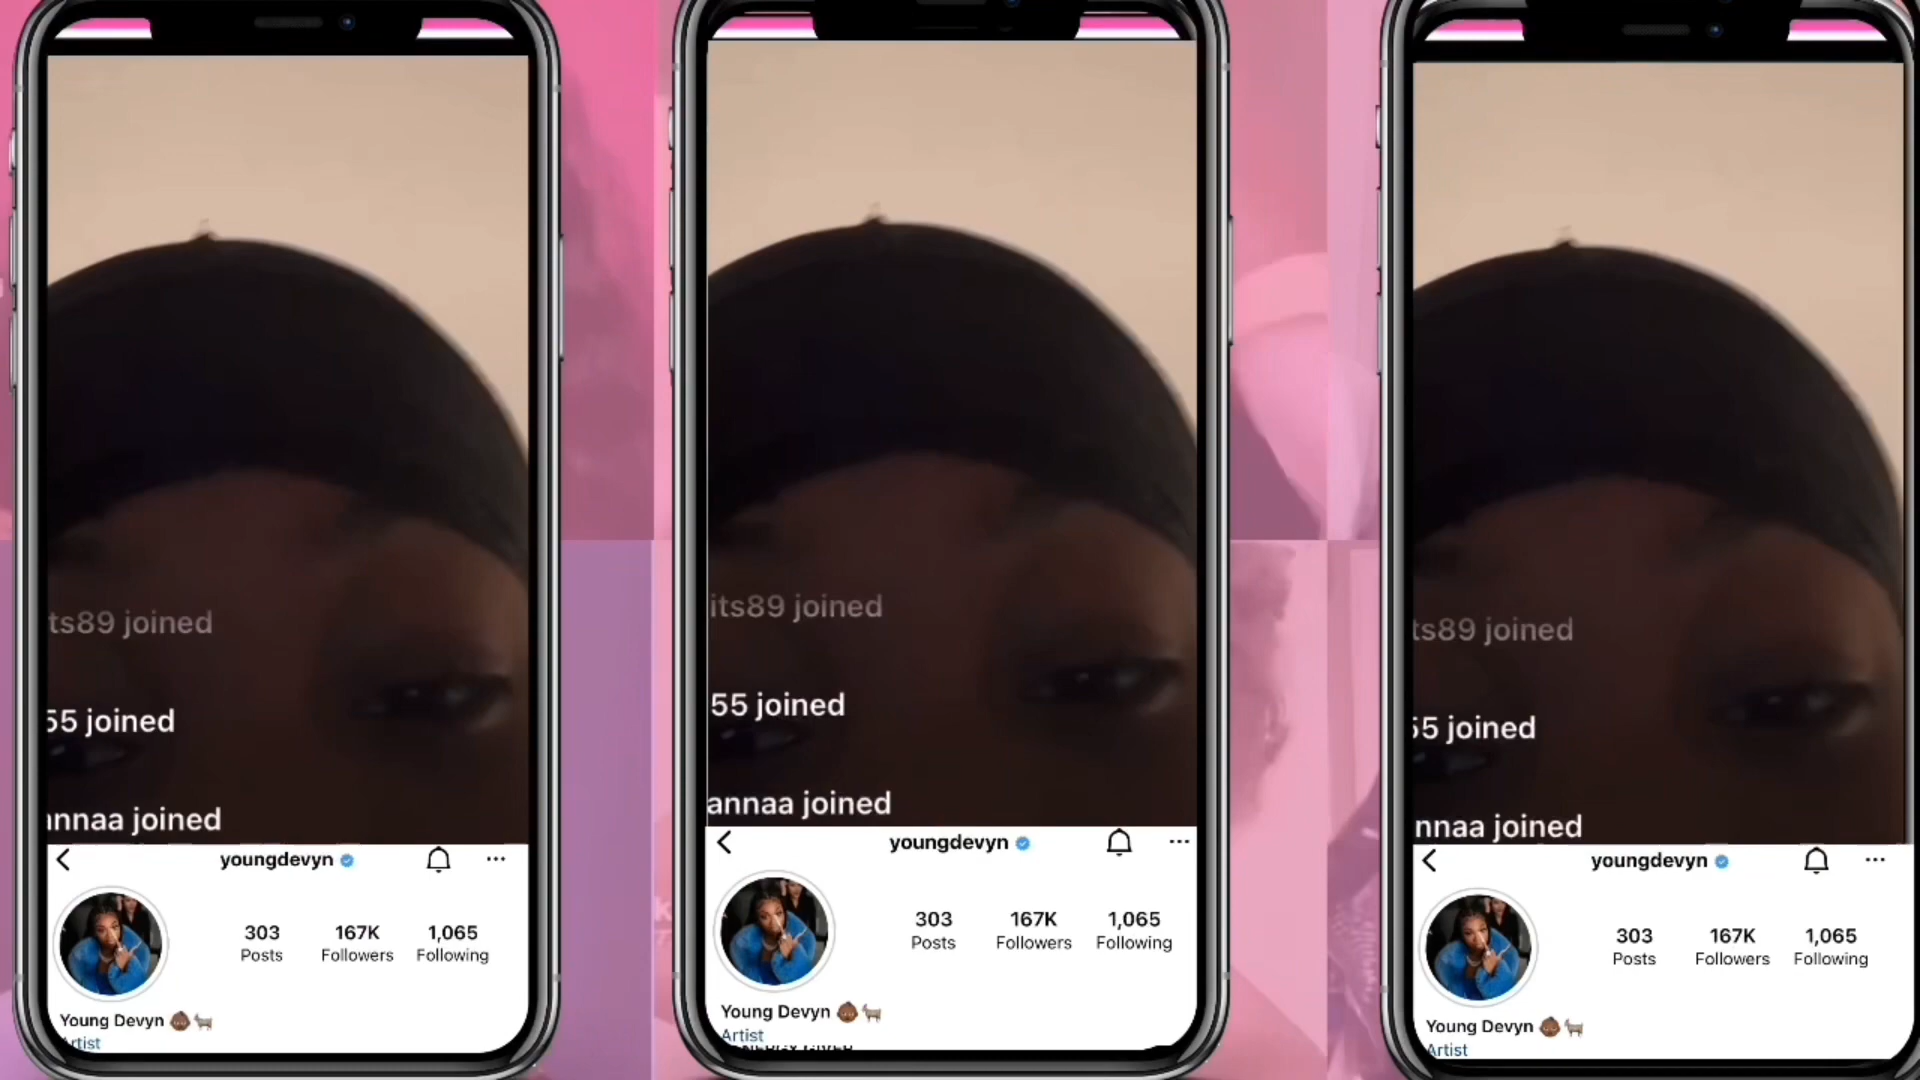 ts89 joined
55 joined
annaa joined
youngdevyn
303 167K 1,065
Posts Followers Following
Young Devyn
Artist
its89 joined
55 joined
annaa joined
youngdevyn
303 167K 1,065
Posts Followers Following
Young Devyn
Artist
ts89 joined
55 joined
nnaa joined
youngdevyn
303 167K 1,065
Posts Followers Following
Young Devyn
Artist